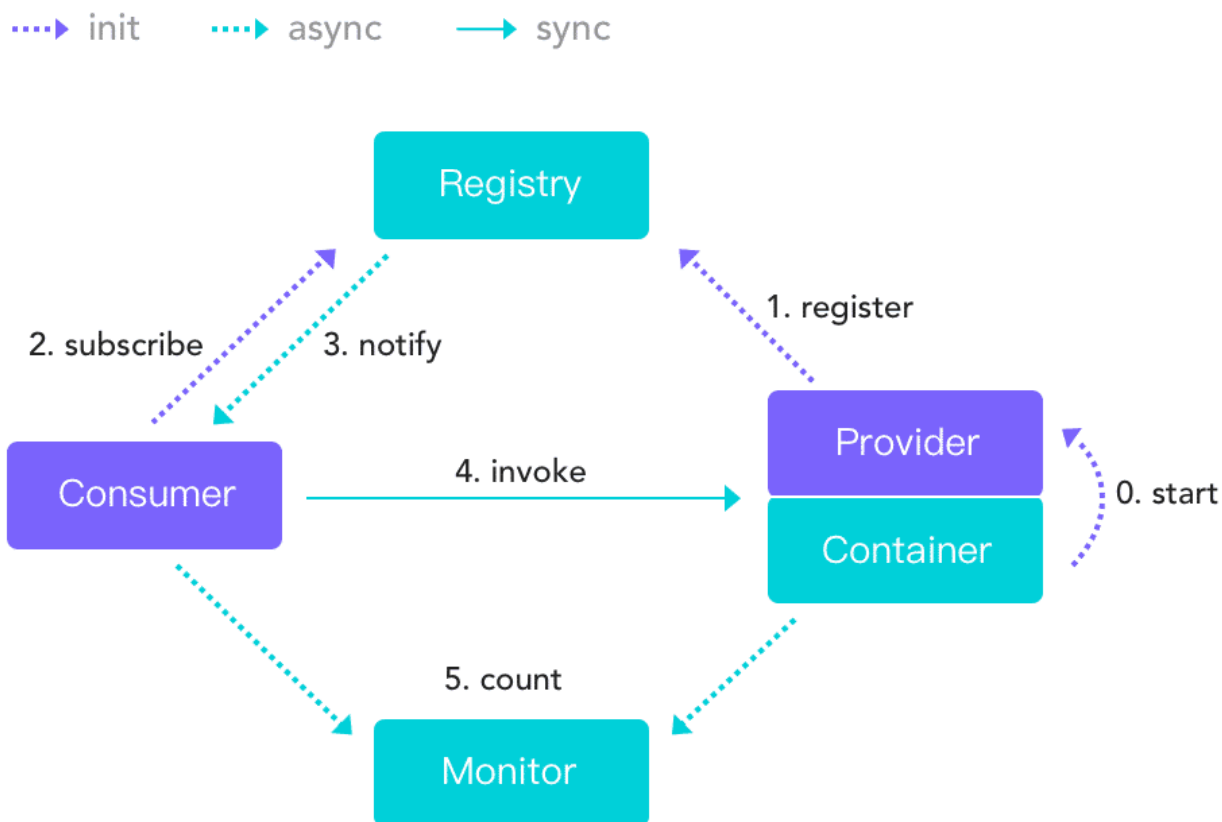 init async sync
Registry
1. register
2. subscribe 3. notify
Provider
4. invoke
Consumer
0. start
Container
5. count
Monitor